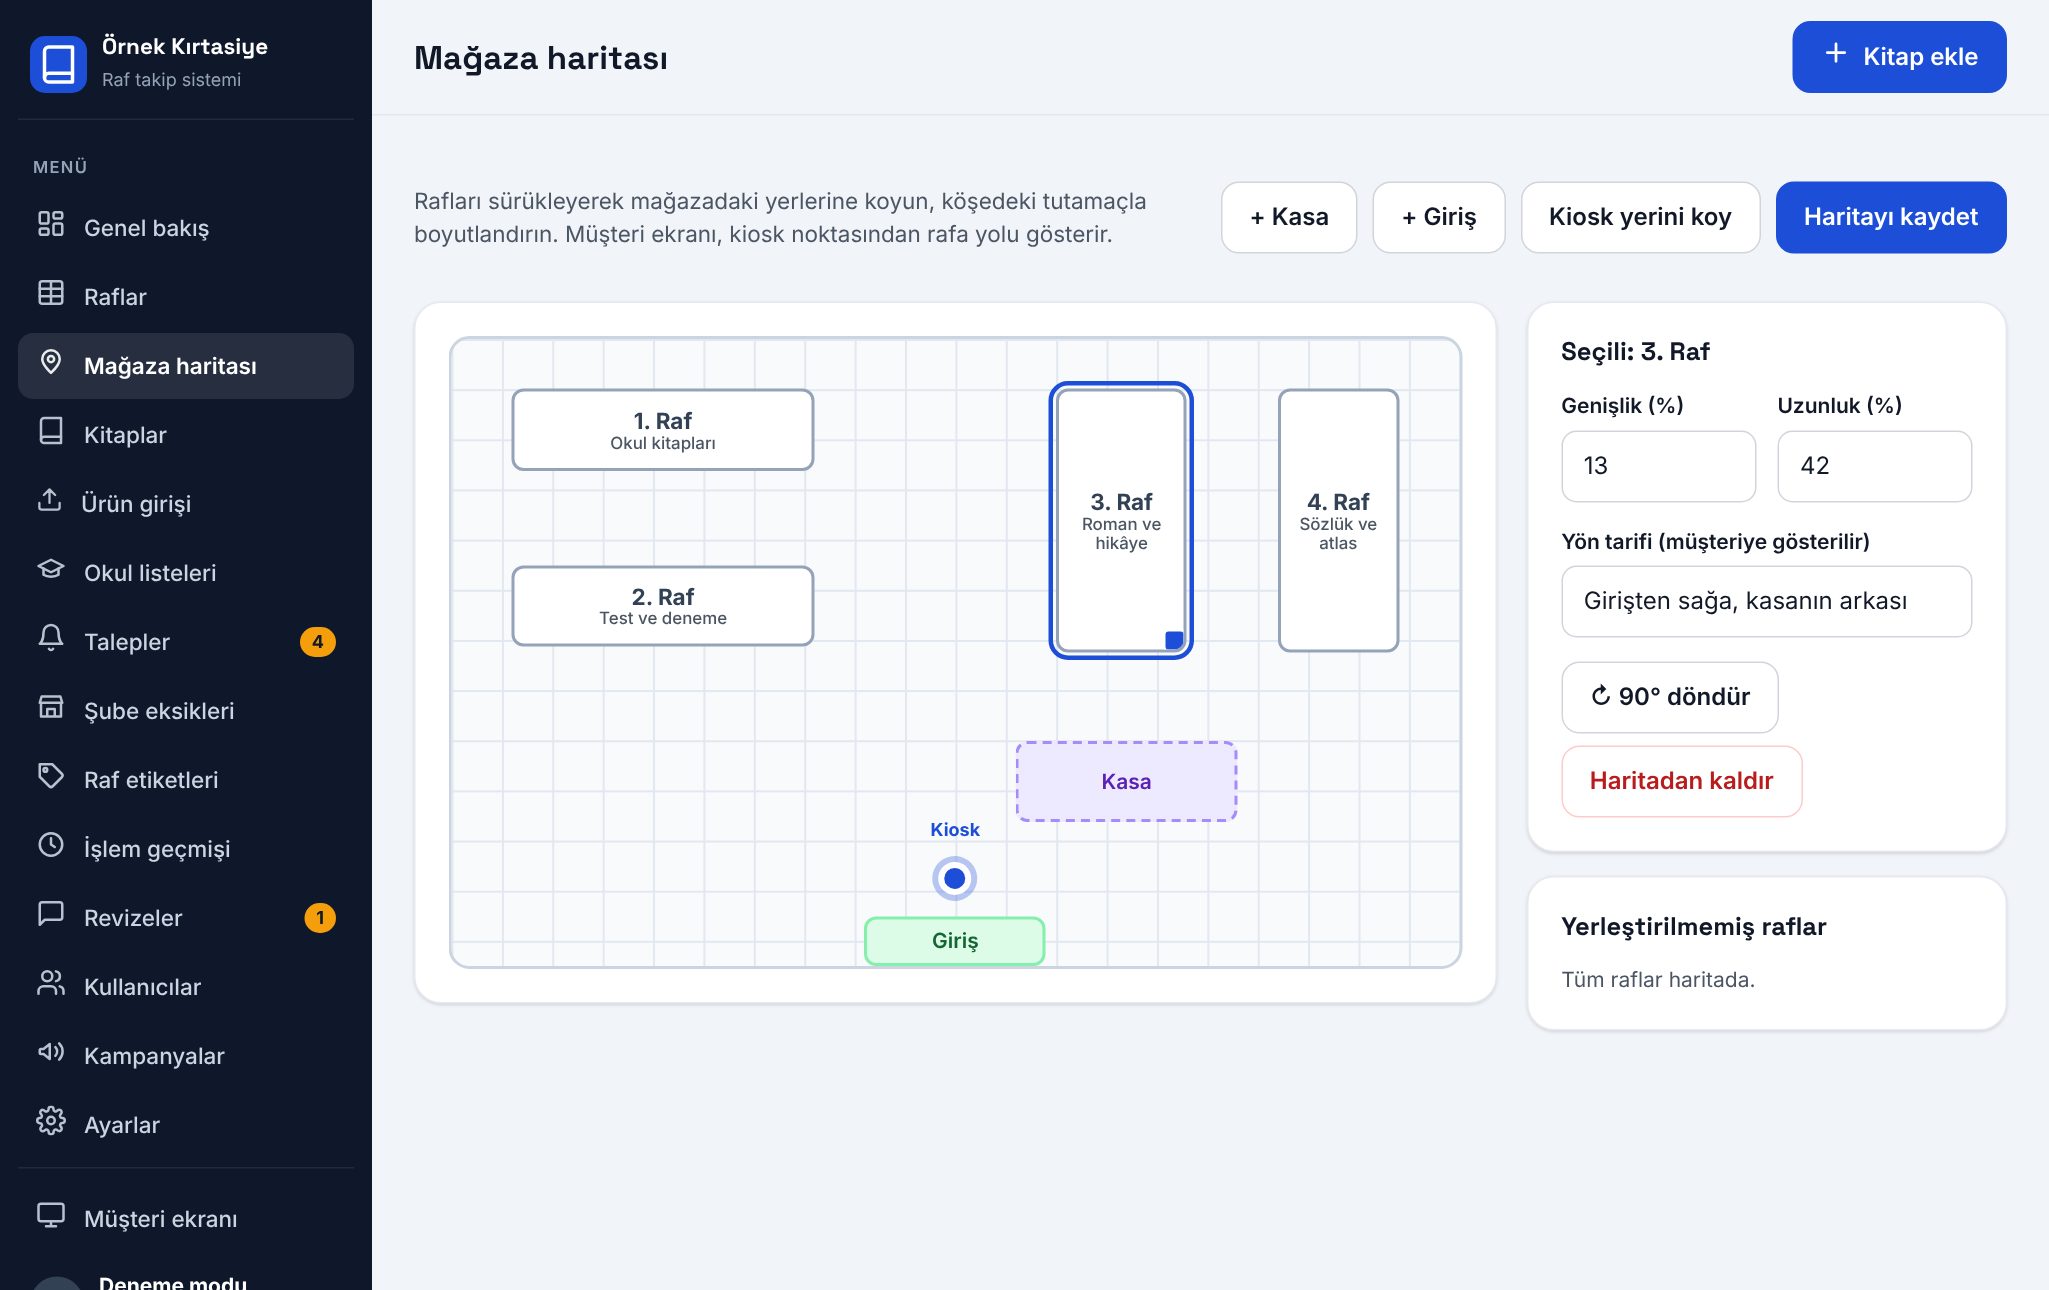 Örnek Kırtasiye
Raf takip sistemi
MENÜ
Genel bakış
Raflar
Mağaza haritası
Kitaplar
Ürün girişi
Okul listeleri
Talepler 4
Şube eksikleri
Raf etiketleri
İşlem geçmişi
Revizeler 1
Kullanıcılar
Kampanyalar
Ayarlar
Müşteri ekranı
Deneme modu
Mağaza haritası
+ Kitap ekle
Rafları sürükleyerek mağazadaki yerlerine koyun, köşedeki tutamaçla
boyutlandırın. Müşteri ekranı, kiosk noktasından rafa yolu gösterir.
+ Kasa
+ Giriş
Kiosk yerini koy
Haritayı kaydet
1. Raf
Okul kitapları
2. Raf
Test ve deneme
3. Raf
Roman ve
hikâye
4. Raf
Sözlük ve
atlas
Kasa
Kiosk
Giriş
Seçili: 3. Raf
Genişlik (%) Uzunluk (%)
13 42
Yön tarifi (müşteriye gösterilir)
Girişten sağa, kasanın arkası
↻ 90° döndür
Haritadan kaldır
Yerleştirilmemiş raflar
Tüm raflar haritada.